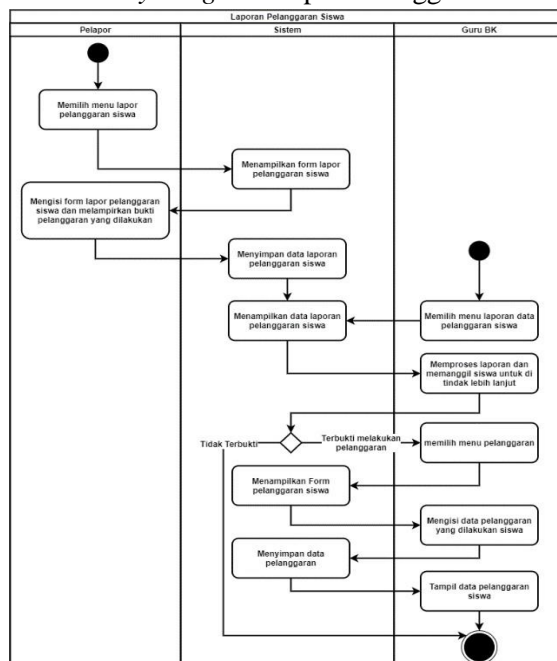 Laporan Pelanggaran Siswa
Pelapor
Sistem
Guru BK
Memilih menu lapor
pelanggaran siswa
Menampilkan form lapor
pelanggaran siswa
Mengisi form lapor pelanggaran
siswa dan melampirkan bukti
pelanggaran yang dilakukan
Menyimpan data laporan
pelanggaran siswa
Menampilkan data laporan
pelanggaran siswa
Memilih menu laporan data
pelanggaran siswa
Memproses laporan dan
memanggil siswa untuk di
tindak lebih lanjut
Tidak Terbukti
Terbukti melakukan
pelanggaran
memilih menu pelanggaran
Menampilkan Form
pelanggaran siswa
Mengisi data pelanggaran
yang dilakukan siswa
Menyimpan data
pelanggaran
Tampil data pelanggaran
siswa